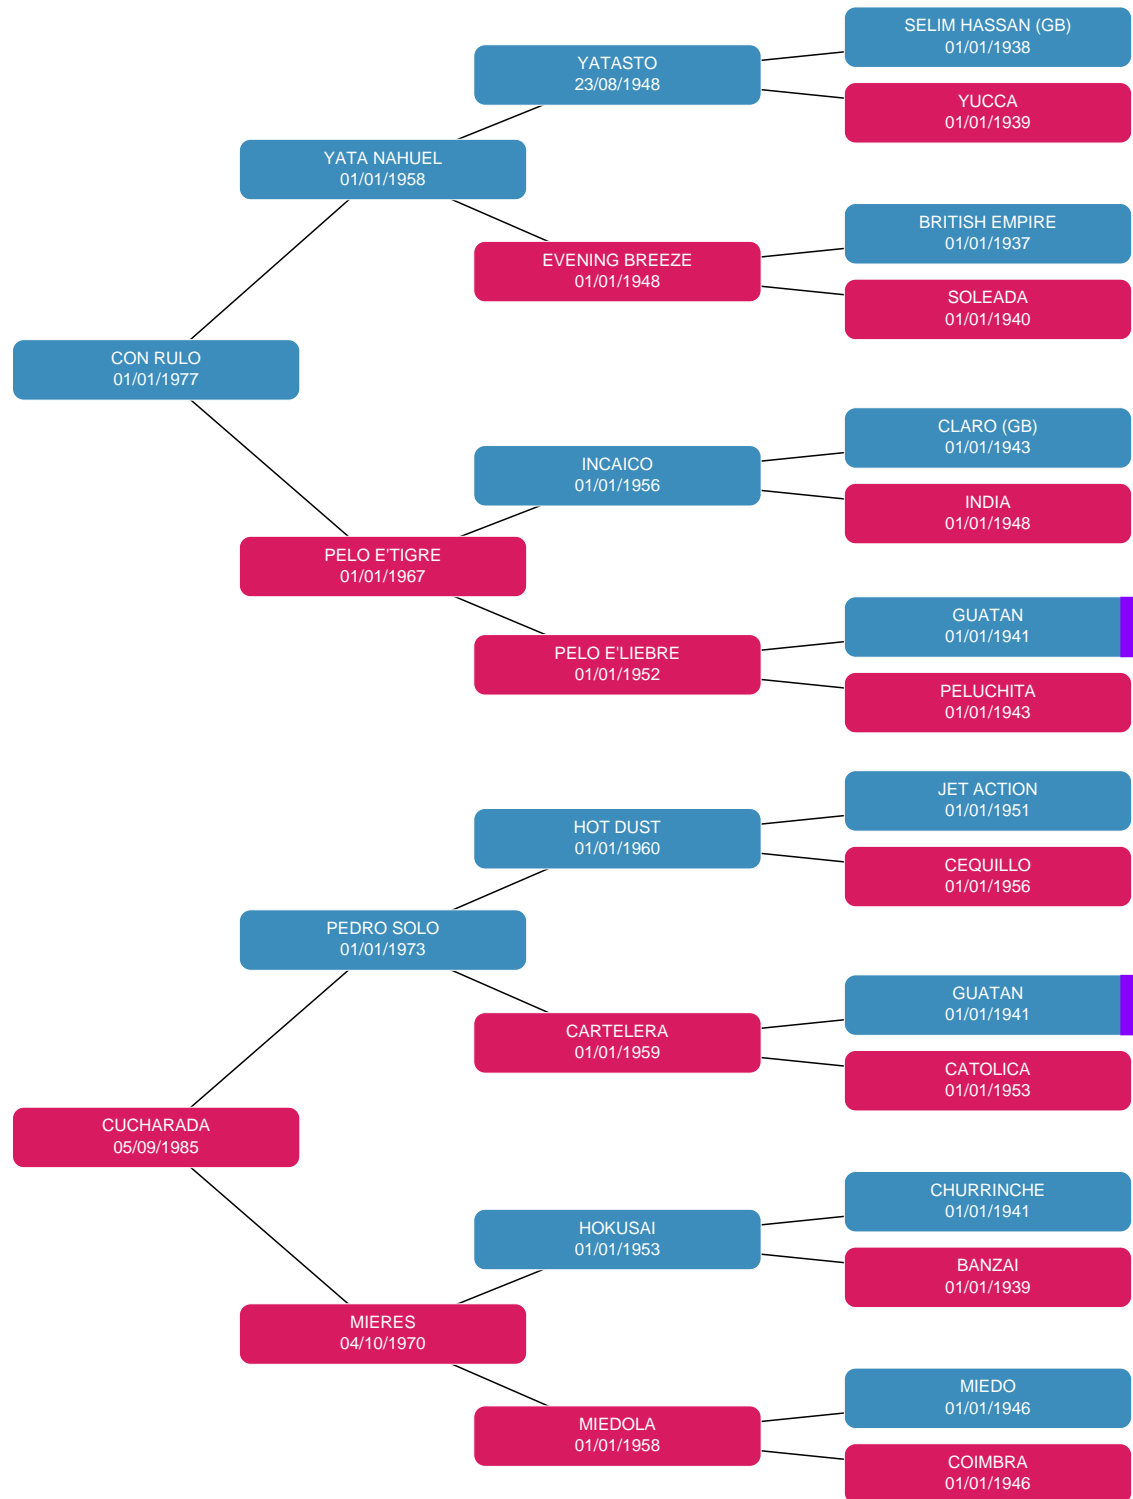 SELIM HASSAN (GB)
01/01/1938
YATASTO
23/08/1948
YUCCA
01/01/1939
YATA NAHUEL
01/01/1958
BRITISH EMPIRE
01/01/1937
EVENING BREEZE
01/01/1948
SOLEADA
01/01/1940
CON RULO
01/01/1977
CLARO (GB)
01/01/1943
INCAICO
01/01/1956
INDIA
01/01/1948
PELO E'TIGRE
01/01/1967
GUATAN
01/01/1941
PELO E'LIEBRE
01/01/1952
PELUCHITA
01/01/1943
JET ACTION
01/01/1951
HOT DUST
01/01/1960
CEQUILLO
01/01/1956
PEDRO SOLO
01/01/1973
GUATAN
01/01/1941
CARTELERA
01/01/1959
CATOLICA
01/01/1953
CUCHARADA
05/09/1985
CHURRINCHE
01/01/1941
HOKUSAI
01/01/1953
BANZAI
01/01/1939
MIERES
04/10/1970
MIEDO
01/01/1946
MIEDOLA
01/01/1958
COIMBRA
01/01/1946